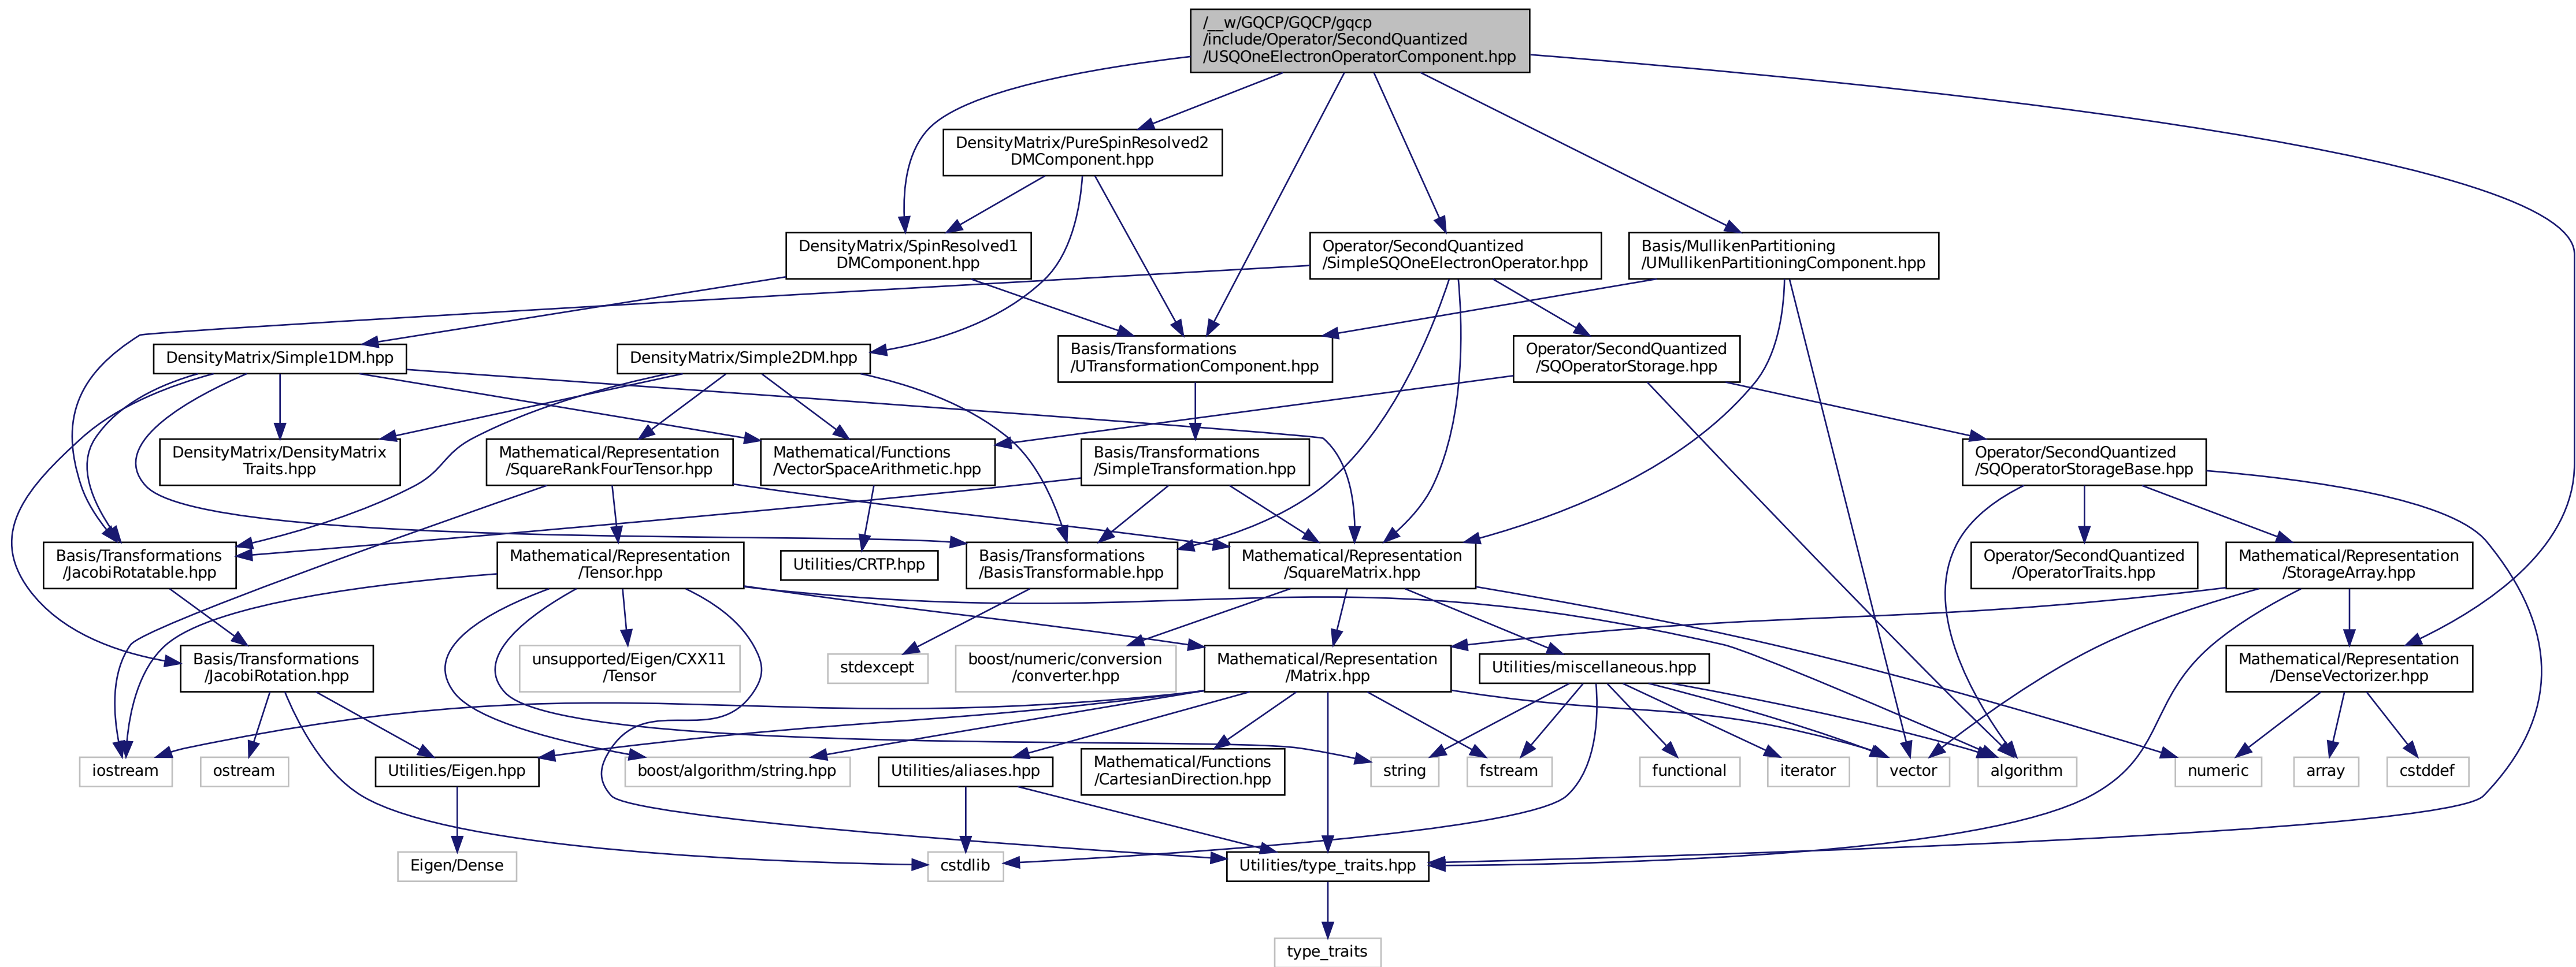 /__w/GQCP/GQCP/gqcp
/include/Operator/SecondQuantized
/USQOneElectronOperatorComponent.hpp
DensityMatrix/PureSpinResolved2
DMComponent.hpp
DensityMatrix/SpinResolved1
DMComponent.hpp
Operator/SecondQuantized
/SimpleSQOneElectronOperator.hpp
Basis/MullikenPartitioning
/UMullikenPartitioningComponent.hpp
DensityMatrix/Simple1DM.hpp
DensityMatrix/Simple2DM.hpp
Basis/Transformations
/UTransformationComponent.hpp
Operator/SecondQuantized
/SQOperatorStorage.hpp
DensityMatrix/DensityMatrix
Traits.hpp
Mathematical/Representation
/SquareRankFourTensor.hpp
Mathematical/Functions
/VectorSpaceArithmetic.hpp
Basis/Transformations
/SimpleTransformation.hpp
Operator/SecondQuantized
/SQOperatorStorageBase.hpp
Basis/Transformations
/JacobiRotatable.hpp
Mathematical/Representation
/Tensor.hpp
Utilities/CRTP.hpp
Basis/Transformations
/BasisTransformable.hpp
Mathematical/Representation
/SquareMatrix.hpp
Operator/SecondQuantized
/OperatorTraits.hpp
Mathematical/Representation
/StorageArray.hpp
Basis/Transformations
/JacobiRotation.hpp
unsupported/Eigen/CXX11
/Tensor
stdexcept
boost/numeric/conversion
/converter.hpp
Mathematical/Representation
/Matrix.hpp
Utilities/miscellaneous.hpp
Mathematical/Representation
/DenseVectorizer.hpp
iostream
ostream
Utilities/Eigen.hpp
boost/algorithm/string.hpp
Utilities/aliases.hpp
Mathematical/Functions
/CartesianDirection.hpp
string
fstream
functional
iterator
vector
algorithm
numeric
array
cstddef
Eigen/Dense
cstdlib
Utilities/type_traits.hpp
type_traits